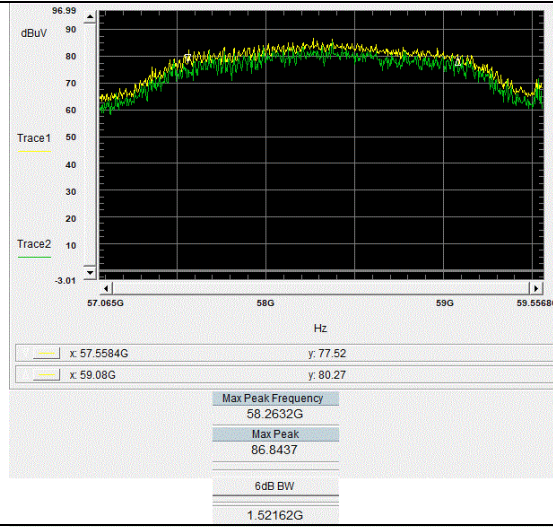 96.99
dBuV
90
80
70
60
Trace1
50
40
30
20
Trace2
10
-3.01
57.065G
58G
59G
59.5568
Hz
x: 57.5584G y: 77.52
x: 59.08G y: 80.27
Max Peak Frequency
58.2632G
Max Peak
86.8437
6dB BW
1.52162G